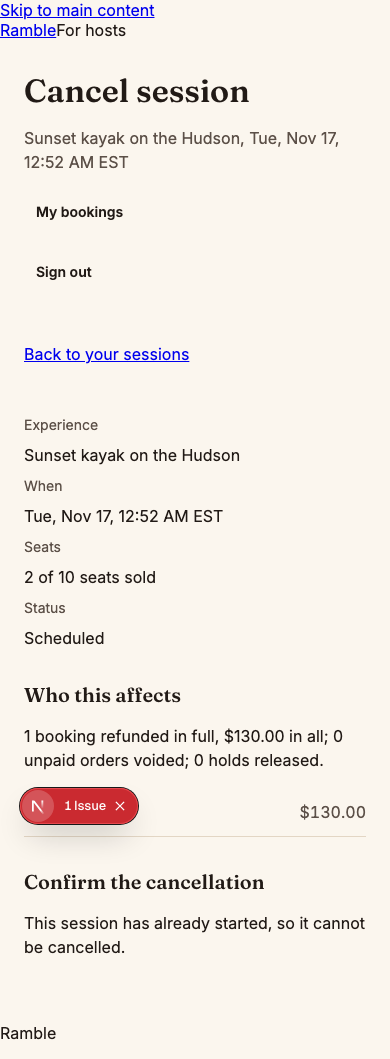 Skip to main content
Ramble For hosts
Cancel session
Sunset kayak on the Hudson, Tue, Nov 17,
12:52 AM EST
My bookings
Sign out
Back to your sessions
Experience
Sunset kayak on the Hudson
When
Tue, Nov 17, 12:52 AM EST
Seats
2 of 10 seats sold
Status
Scheduled
Who this affects
1 booking refunded in full, $130.00 in all; 0
unpaid orders voided; 0 holds released.
N 1 Issue
$130.00
Confirm the cancellation
This session has already started, so it cannot
be cancelled.
Ramble